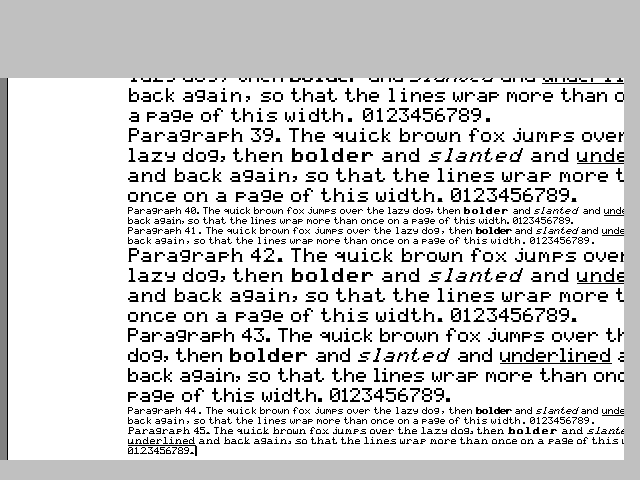 lazy dog, then bolder and slanted and
back again, so that the lines wrap more than
a page of this width. 0123456789.
Paragraph 39. The quick brown fox jumps over
lazy dog, then bolder and slanted and
and back again, so that the lines wrap more
once on a page of this width. 0123456789.
Paragraph 40. The quick brown fox jumps over the lazy dog, then bolder and slanted and
back again, so that the lines wrap more than once on a page of this width. 0123456789.
Paragraph 41. The quick brown fox jumps over the lazy dog, then bolder and slanted and
back again, so that the lines wrap more than once on a page of this width. 0123456789.
Paragraph 42. The quick brown fox jumps over
lazy dog, then bolder and slanted and
and back again, so that the lines wrap more
once on a page of this width. 0123456789.
Paragraph 43. The quick brown fox jumps over
dog, then bolder and slanted and underlined
back again, so that the lines wrap more than
page of this width. 0123456789.
Paragraph 44. The quick brown fox jumps over the lazy dog, then bolder and slanted and
back again, so that the lines wrap more than once on a page of this width. 0123456789.
Paragraph 45. The quick brown fox jumps over the lazy dog, then bolder and
underlined and back again, so that the lines wrap more than once on a page of this
0123456789.